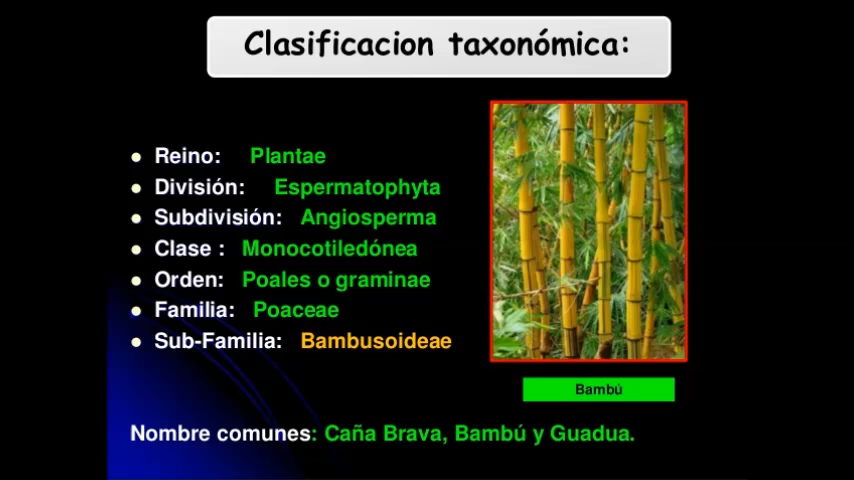 Clasificacion taxonómica:
Reino: Plantae
División: Espermatophyta
Subdivisión: Angiosperma
Clase : Monocotiledónea
Orden: Poales o graminae
Familia: Poaceae
Sub-Familia: Bambusoideae
Bambú
Nombre comunes: Caña Brava, Bambú y Guadua.